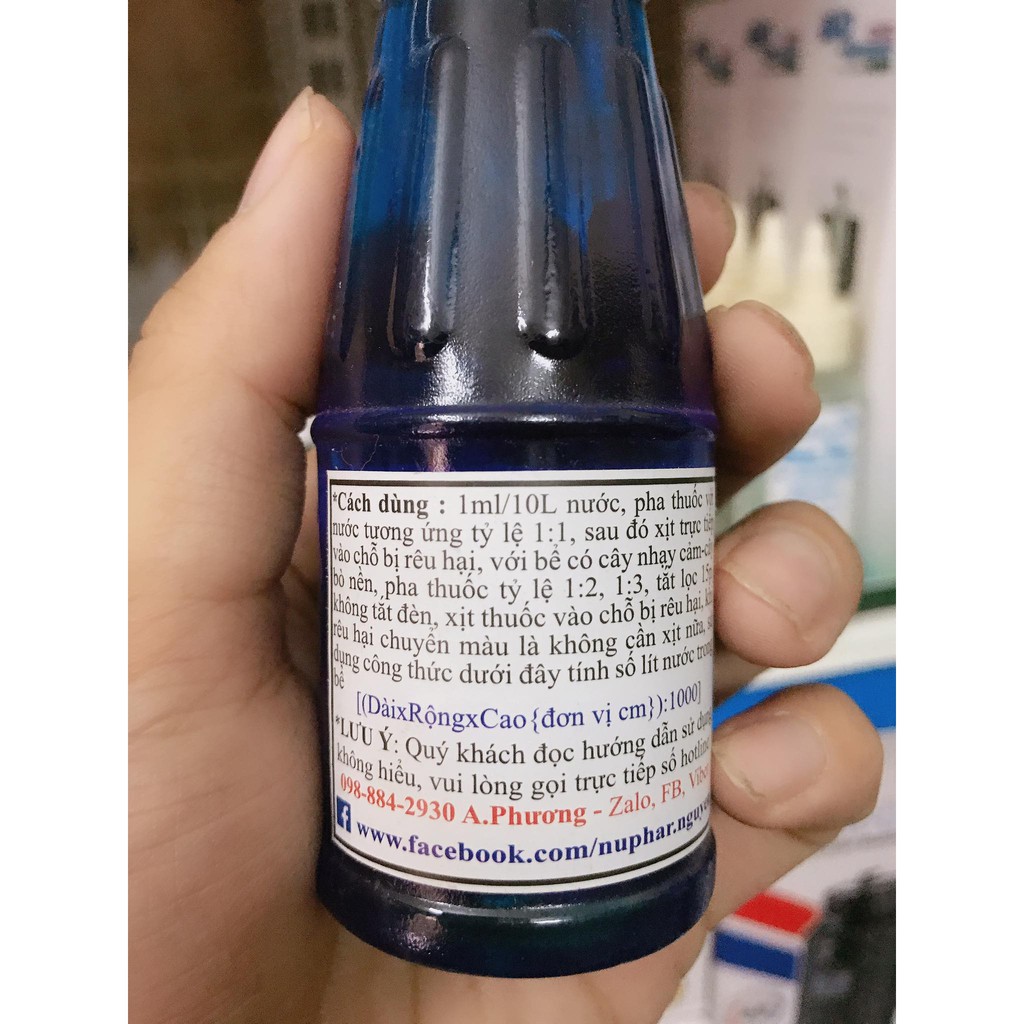 *Cách dùng : 1ml/10L nước, pha thuốc
nước tương ứng tỷ lệ 1:1, sau đó xịt trực tiếp
vào chỗ bị rêu hại, với bể có cây nhạy cảm-cây
bò nền, pha thuốc tỷ lệ 1:2, 1:3, tắt lọc 15p
không tắt đèn, xịt thuốc vào chỗ bị rêu hại,
rêu hại chuyển màu là không cần xịt nữa,
dụng công thức dưới đây tính số lít nước trong
bể
[(DàixRộngxCao{đơn vị cm}):1000]
*LƯU Ý: Quý khách đọc hướng dẫn sử dụng
không hiểu, vui lòng gọi trực tiếp số hotline
098-884-2930 A.Phương - Zalo, FB, Viber
f www.facebook.com/nuphar.nguye